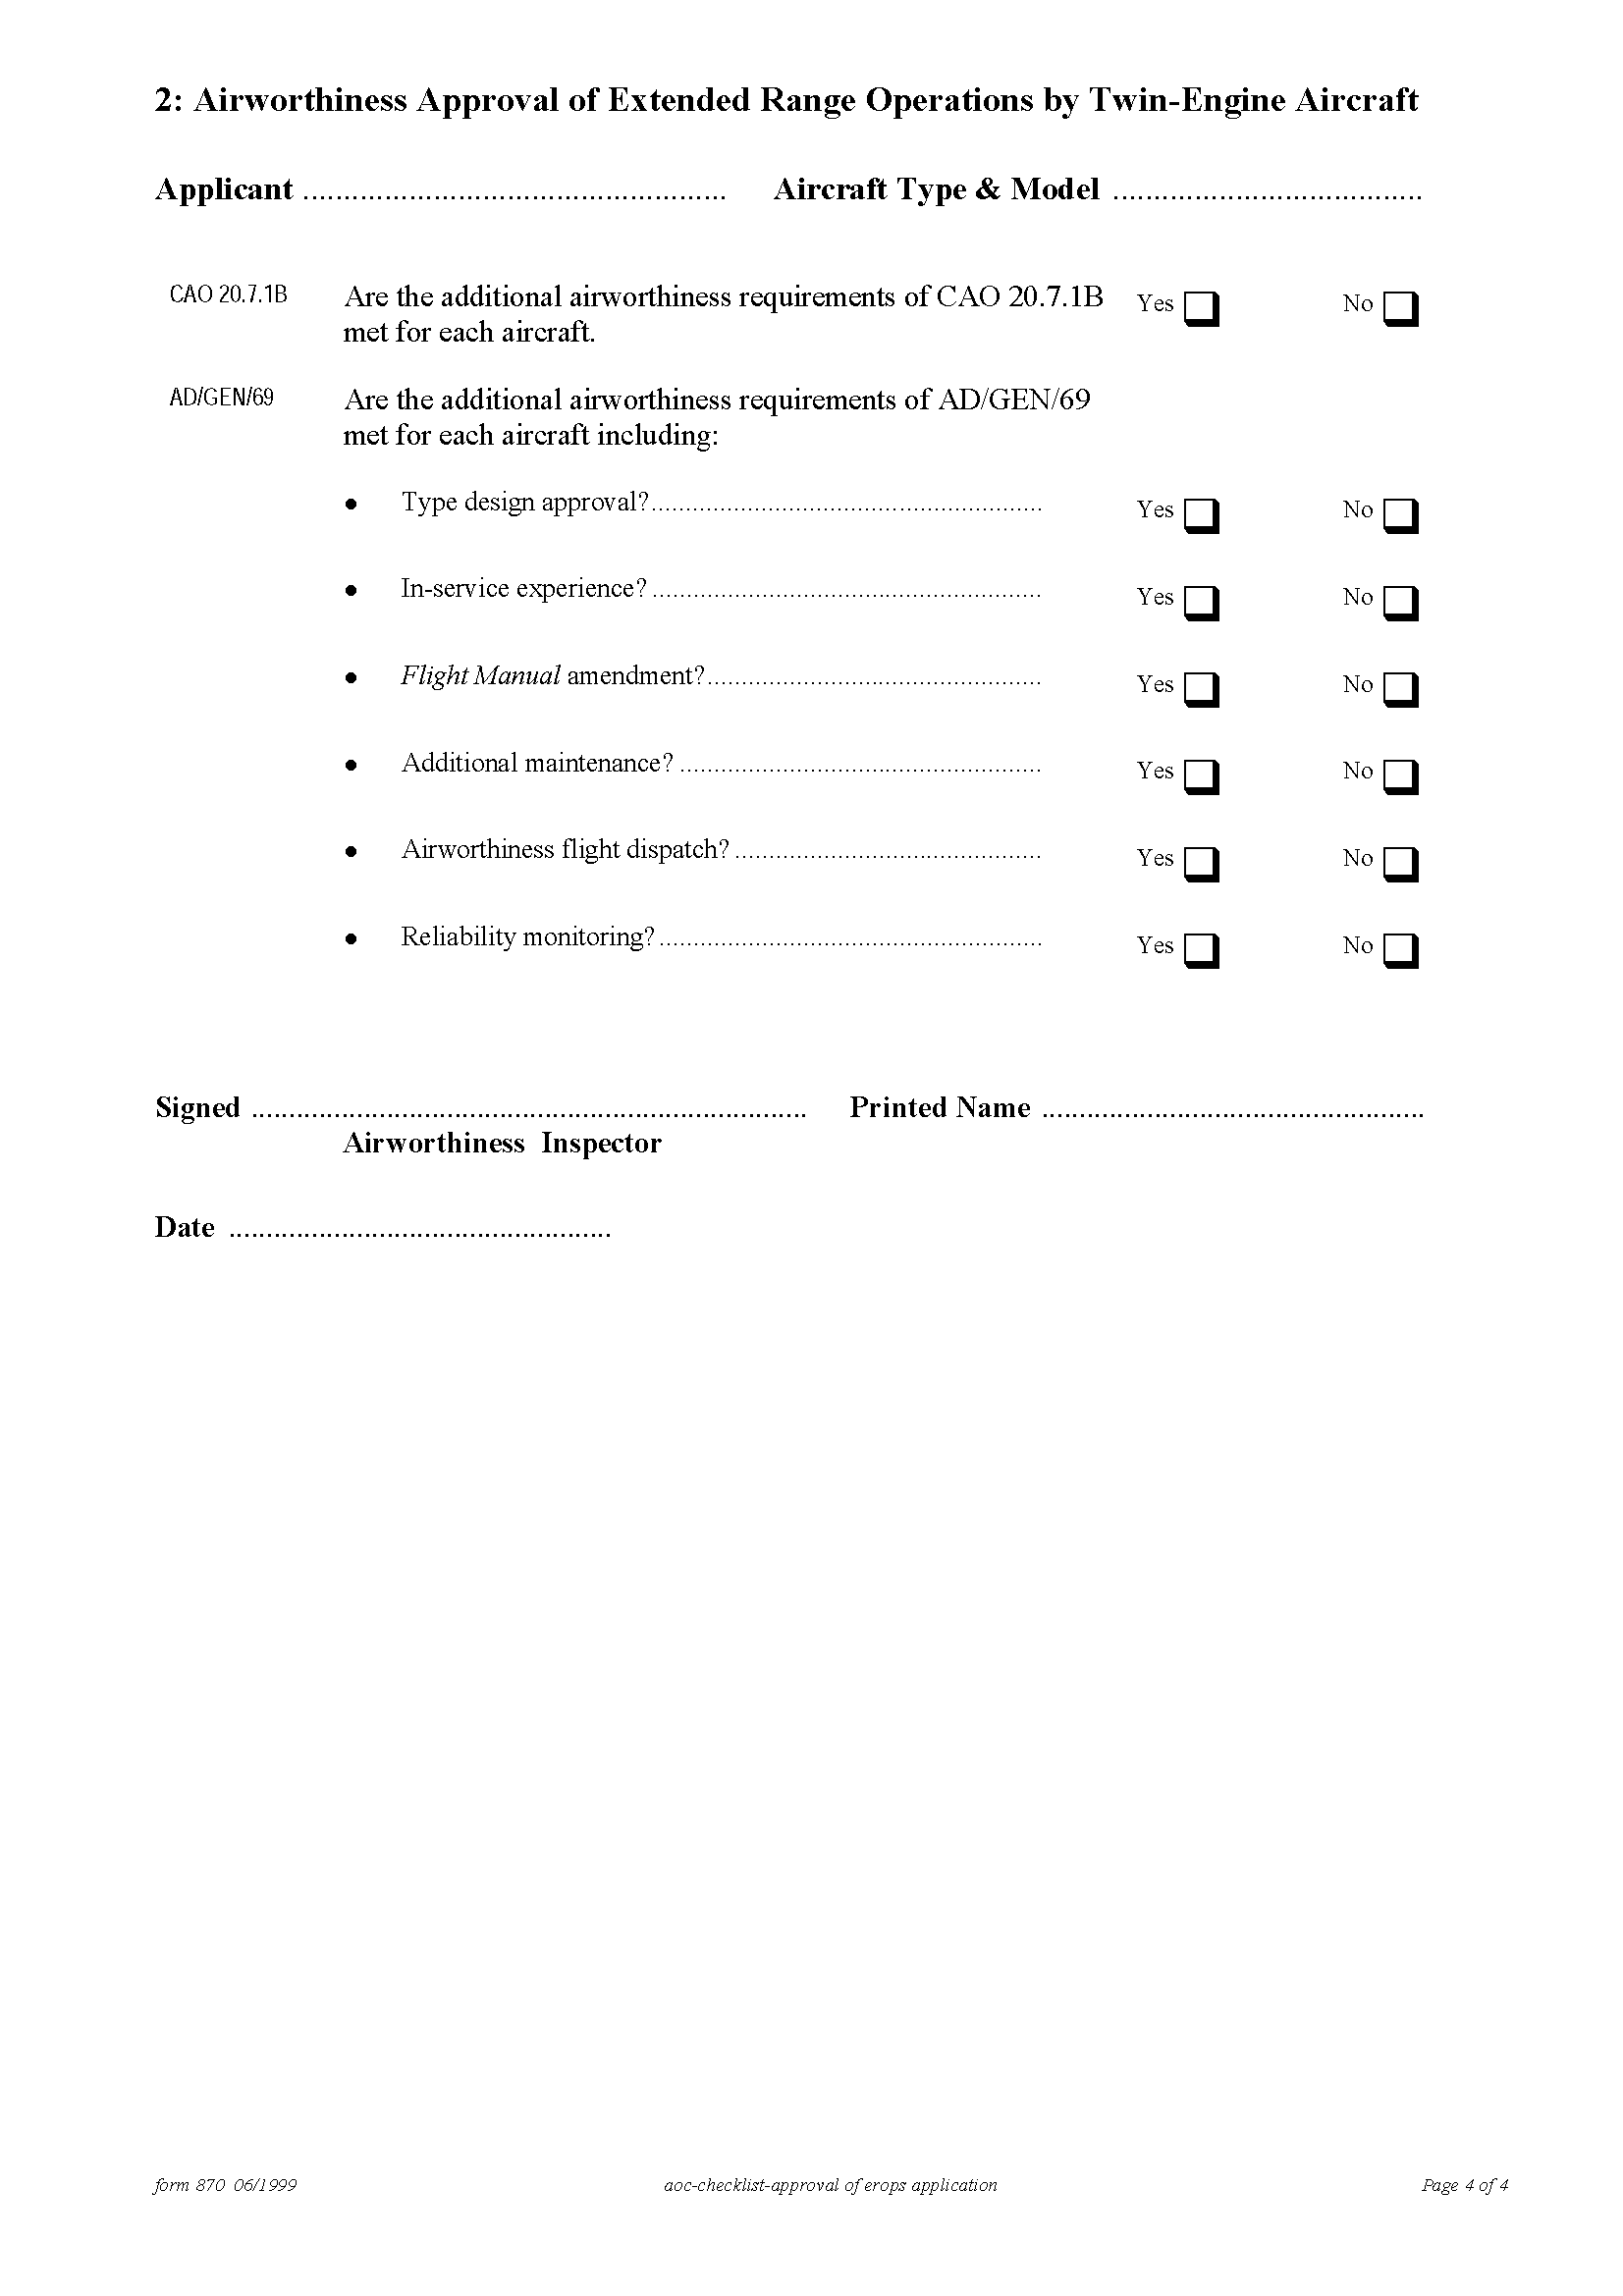 2: Airworthiness Approval of Extended Range Operations by Twin-Engine Aircraft
Applicant .................................................... Aircraft Type & Model ......................................
CAO 20.7.1B Are the additional airworthiness requirements of CAO 20.7.1B Yes No
met for each aircraft.
AD/GEN/69 Are the additional airworthiness requirements of AD/GEN/69
met for each aircraft including:
• Type design approval?......................................................... Yes No
• In-service experience? ......................................................... Yes No
• Flight Manual amendment?................................................. Yes No
• Additional maintenance? ..................................................... Yes No
• Airworthiness flight dispatch? ............................................. Yes No
• Reliability monitoring?........................................................ Yes No
Signed .......................................................................... Printed Name ...................................................
Airworthiness Inspector
Date ...................................................
form 870 06/1999 aoc-checklist-approval of erops application Page 4 of 4